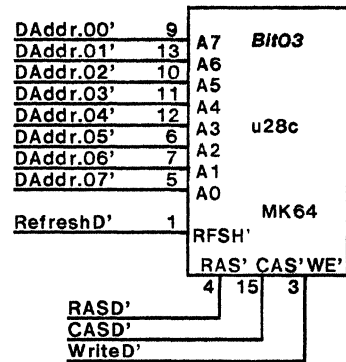 DAddr.00' 9 A7 Bit03
DAddr.01' 13 A6
DAddr.02' 10 A5
DAddr.03' 11 A4
DAddr.04' 12 A3 u28c
DAddr.05' 6 A2
DAddr.06' 7 A1
DAddr.07' 5 A0
MK64
RefreshD' 1 RFSH'
RAS' CAS' WE'
4 15 3
RASD'
CASD'
WriteD'